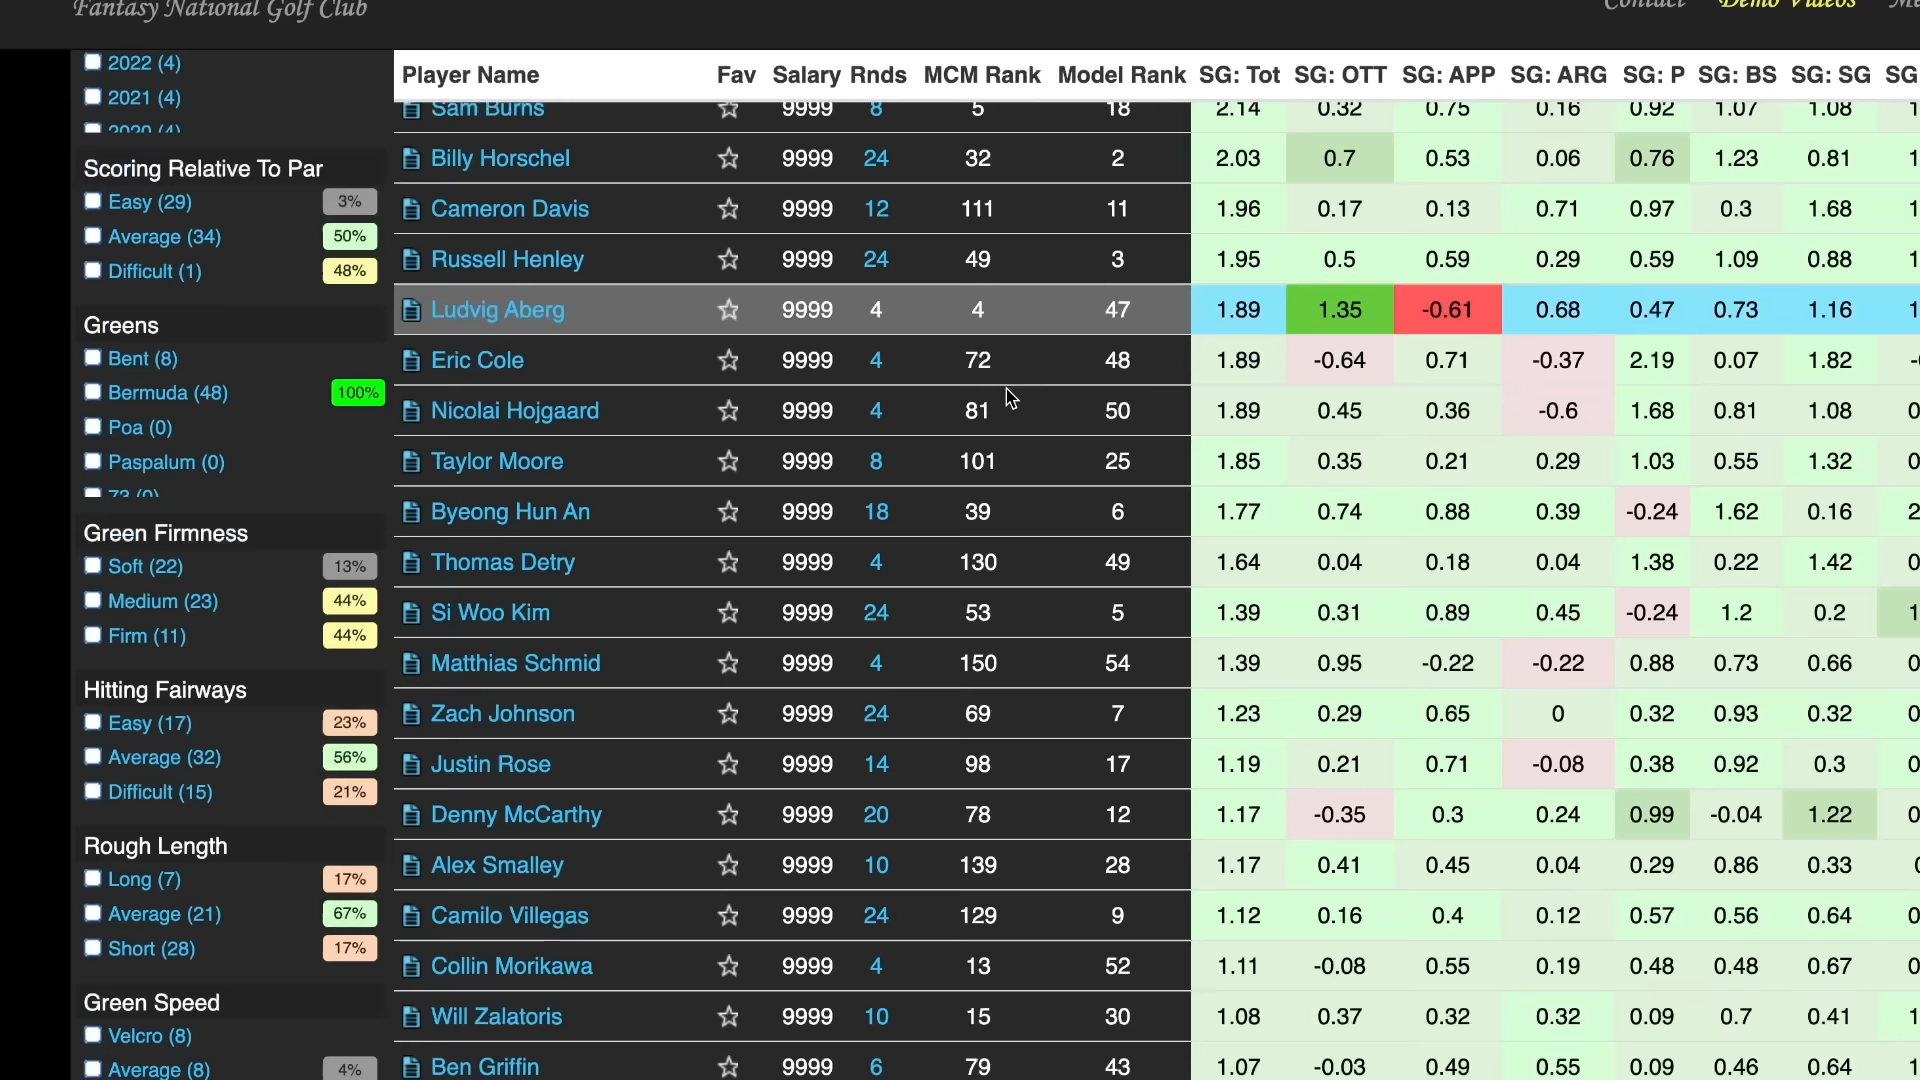 Fantasy National Golf Club
Contact Demo Videos
2022 (4)
2021 (4)
2020 (4)
Scoring Relative To Par
Easy (29) 3%
Average (34) 50%
Difficult (1) 48%
Greens
Bent (8)
Bermuda (48) 100%
Poa (0)
Paspalum (0)
Green Firmness
Soft (22) 13%
Medium (23) 44%
Firm (11) 44%
Hitting Fairways
Easy (17) 23%
Average (32) 56%
Difficult (15) 21%
Rough Length
Long (7) 17%
Average (21) 67%
Short (28) 17%
Green Speed
Velcro (8)
Average (8) 4%
Player Name Fav Salary Rnds MCM Rank Model Rank SG: Tot SG: OTT SG: APP SG: ARG SG: P SG: BS SG: SG SG
Sam Burns 9999 8 5 18 2.14 0.32 0.75 0.16 0.92 1.07 1.08
Billy Horschel 9999 24 32 2 2.03 0.7 0.53 0.06 0.76 1.23 0.81
Cameron Davis 9999 12 111 11 1.96 0.17 0.13 0.71 0.97 0.3 1.68
Russell Henley 9999 24 49 3 1.95 0.5 0.59 0.29 0.59 1.09 0.88
Ludvig Aberg 9999 4 4 47 1.89 1.35 -0.61 0.68 0.47 0.73 1.16
Eric Cole 9999 4 72 48 1.89 -0.64 0.71 -0.37 2.19 0.07 1.82
Nicolai Hojgaard 9999 4 81 50 1.89 0.45 0.36 -0.6 1.68 0.81 1.08
Taylor Moore 9999 8 101 25 1.85 0.35 0.21 0.29 1.03 0.55 1.32
Byeong Hun An 9999 18 39 6 1.77 0.74 0.88 0.39 -0.24 1.62 0.16
Thomas Detry 9999 4 130 49 1.64 0.04 0.18 0.04 1.38 0.22 1.42
Si Woo Kim 9999 24 53 5 1.39 0.31 0.89 0.45 -0.24 1.2 0.2
Matthias Schmid 9999 4 150 54 1.39 0.95 -0.22 -0.22 0.88 0.73 0.66
Zach Johnson 9999 24 69 7 1.23 0.29 0.65 0 0.32 0.93 0.32
Justin Rose 9999 14 98 17 1.19 0.21 0.71 -0.08 0.38 0.92 0.3
Denny McCarthy 9999 20 78 12 1.17 -0.35 0.3 0.24 0.99 -0.04 1.22
Alex Smalley 9999 10 139 28 1.17 0.41 0.45 0.04 0.29 0.86 0.33
Camilo Villegas 9999 24 129 9 1.12 0.16 0.4 0.12 0.57 0.56 0.64
Collin Morikawa 9999 4 13 52 1.11 -0.08 0.55 0.19 0.48 0.48 0.67
Will Zalatoris 9999 10 15 30 1.08 0.37 0.32 0.32 0.09 0.7 0.41
Ben Griffin 9999 6 79 43 1.07 -0.03 0.49 0.55 0.09 0.46 0.64